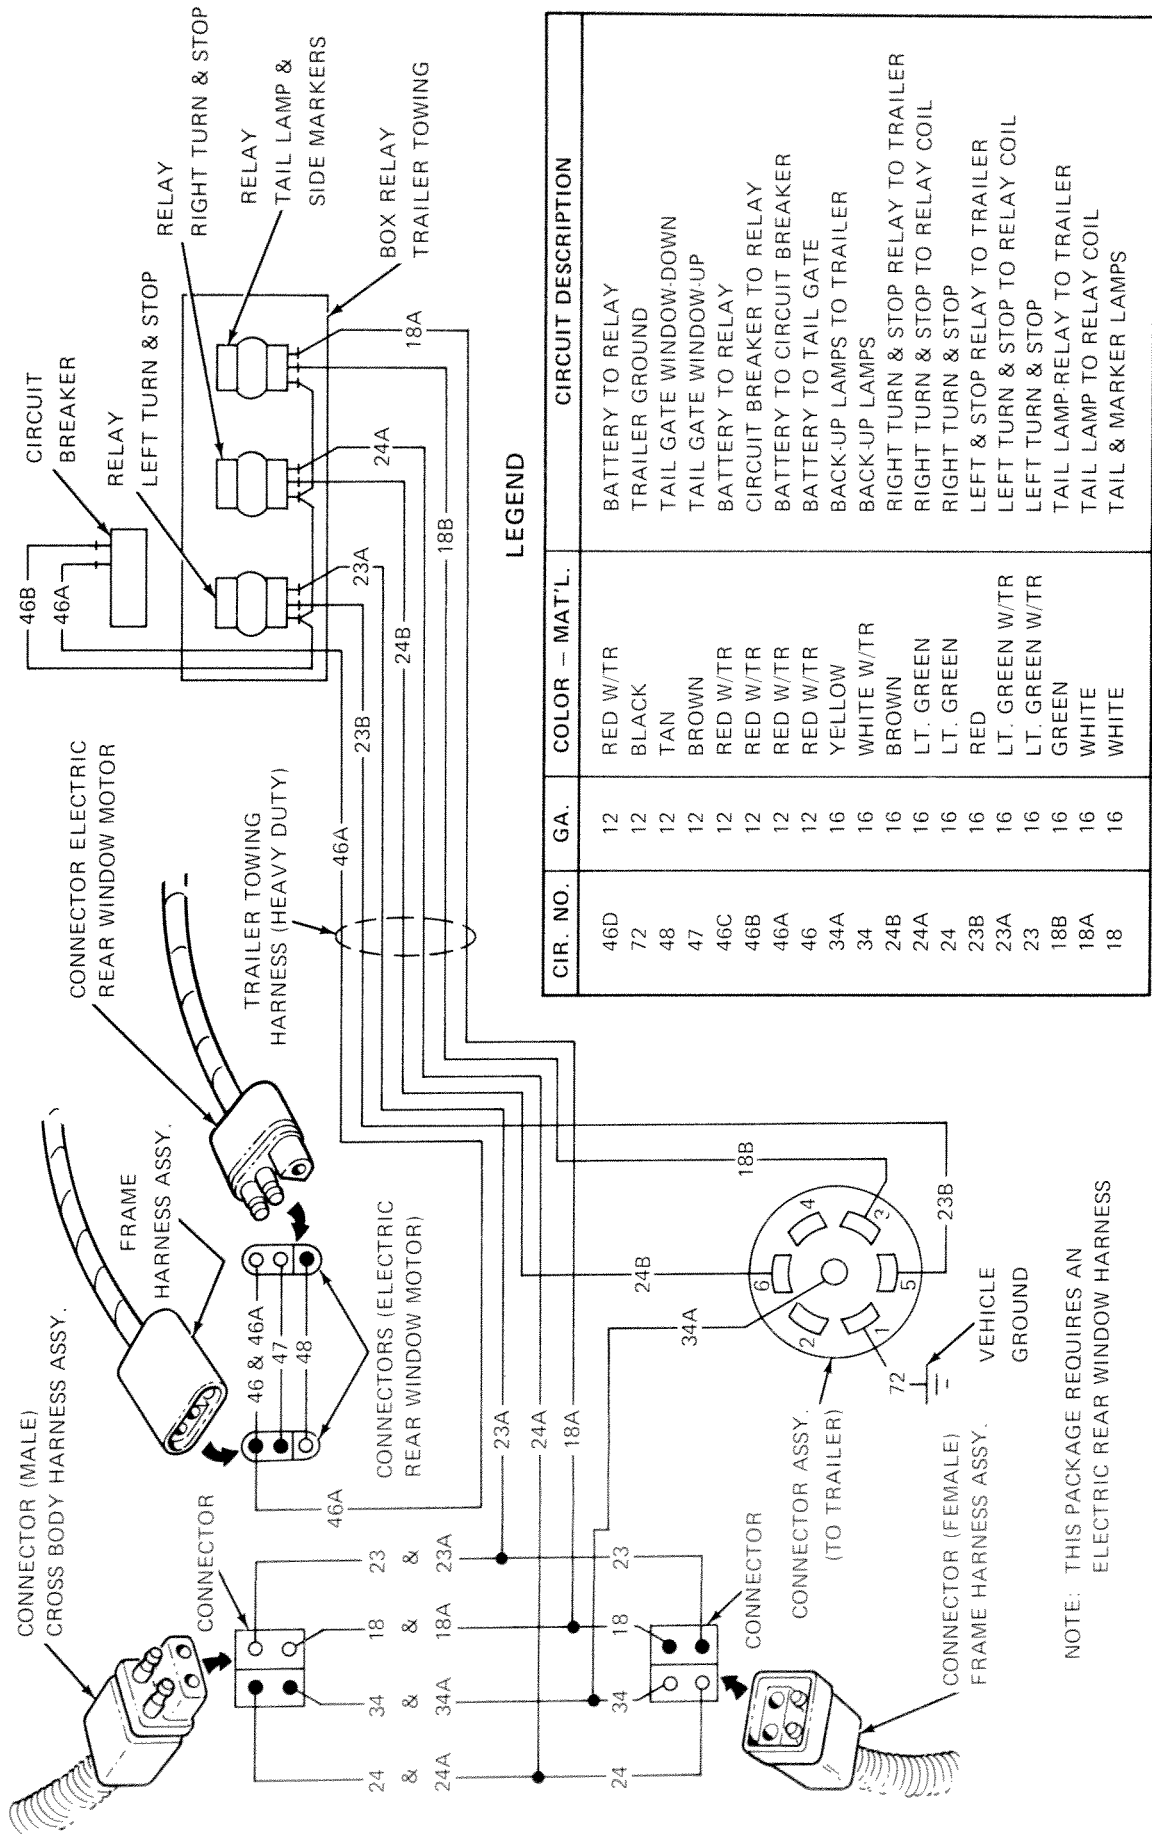 CONNECTOR (MALE)
CROSS BODY HARNESS ASSY.
FRAME
HARNESS ASSY.
CONNECTOR ELECTRIC
REAR WINDOW MOTOR
CIRCUIT
BREAKER
RELAY
LEFT TURN & STOP
RELAY
RIGHT TURN & STOP
RELAY
TAIL LAMP &
SIDE MARKERS
BOX RELAY
TRAILER TOWING
46B
46A
CONNECTOR
46 & 46A
47
48
CONNECTORS (ELECTRIC
REAR WINDOW MOTOR)
46A
TRAILER TOWING
HARNESS (HEAVY DUTY)
46A
23B
23A
24B
24A
18B
18A
23
&
23A
18
&
18A
34
&
34A
24
&
24A
23A
24A
18A
23
18
34
24
CONNECTOR
34A
24B
18B
23B
1
2
3
4
5
6
72
VEHICLE
GROUND
CONNECTOR ASSY.
(TO TRAILER)
CONNECTOR (FEMALE)
FRAME HARNESS ASSY.
NOTE: THIS PACKAGE REQUIRES AN
ELECTRIC REAR WINDOW HARNESS
LEGEND
CIR. NO. GA. COLOR – MAT'L. CIRCUIT DESCRIPTION
46D 12 RED W/TR BATTERY TO RELAY
72 12 BLACK TRAILER GROUND
48 12 TAN TAIL GATE WINDOW-DOWN
47 12 BROWN TAIL GATE WINDOW-UP
46C 12 RED W/TR BATTERY TO RELAY
46B 12 RED W/TR CIRCUIT BREAKER TO RELAY
46A 12 RED W/TR BATTERY TO CIRCUIT BREAKER
46 12 RED W/TR BATTERY TO TAIL GATE
34A 16 YELLOW BACK-UP LAMPS TO TRAILER
34 16 WHITE W/TR BACK-UP LAMPS
24B 16 BROWN RIGHT TURN & STOP RELAY TO TRAILER
24A 16 LT. GREEN RIGHT TURN & STOP TO RELAY COIL
24 16 LT. GREEN RIGHT TURN & STOP
23B 16 RED LEFT & STOP RELAY TO TRAILER
23A 16 LT. GREEN W/TR LEFT TURN & STOP TO RELAY COIL
23 16 LT. GREEN W/TR LEFT TURN & STOP
18B 16 GREEN TAIL LAMP-RELAY TO TRAILER
18A 16 WHITE TAIL LAMP TO RELAY COIL
18 16 WHITE TAIL & MARKER LAMPS